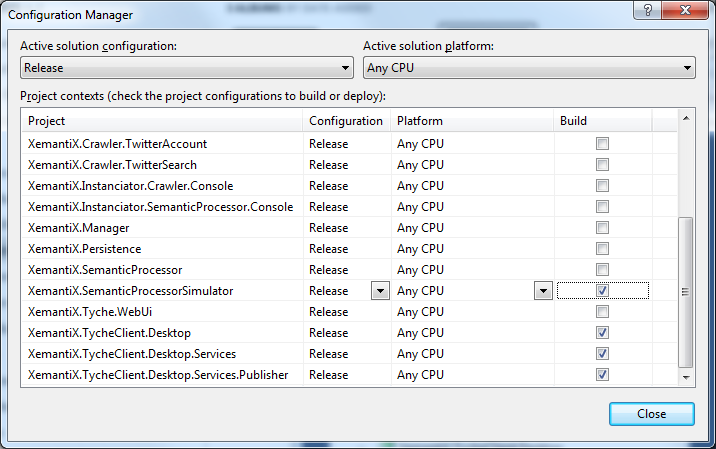 Configuration Manager
?
Active solution configuration: Active solution platform:
Release Any CPU
Project contexts (check the project configurations to build or deploy):
Project Configuration Platform Build
XemantiX.Crawler.TwitterAccount Release Any CPU
XemantiX.Crawler.TwitterSearch Release Any CPU
XemantiX.Instanciator.Crawler.Console Release Any CPU
XemantiX.Instanciator.SemanticProcessor.Console Release Any CPU
XemantiX.Manager Release Any CPU
XemantiX.Persistence Release Any CPU
XemantiX.SemanticProcessor Release Any CPU
XemantiX.SemanticProcessorSimulator Release Any CPU
XemantiX.Tyche.WebUi Release Any CPU
XemantiX.TycheClient.Desktop Release Any CPU
XemantiX.TycheClient.Desktop.Services Release Any CPU
XemantiX.TycheClient.Desktop.Services.Publisher Release Any CPU
Close